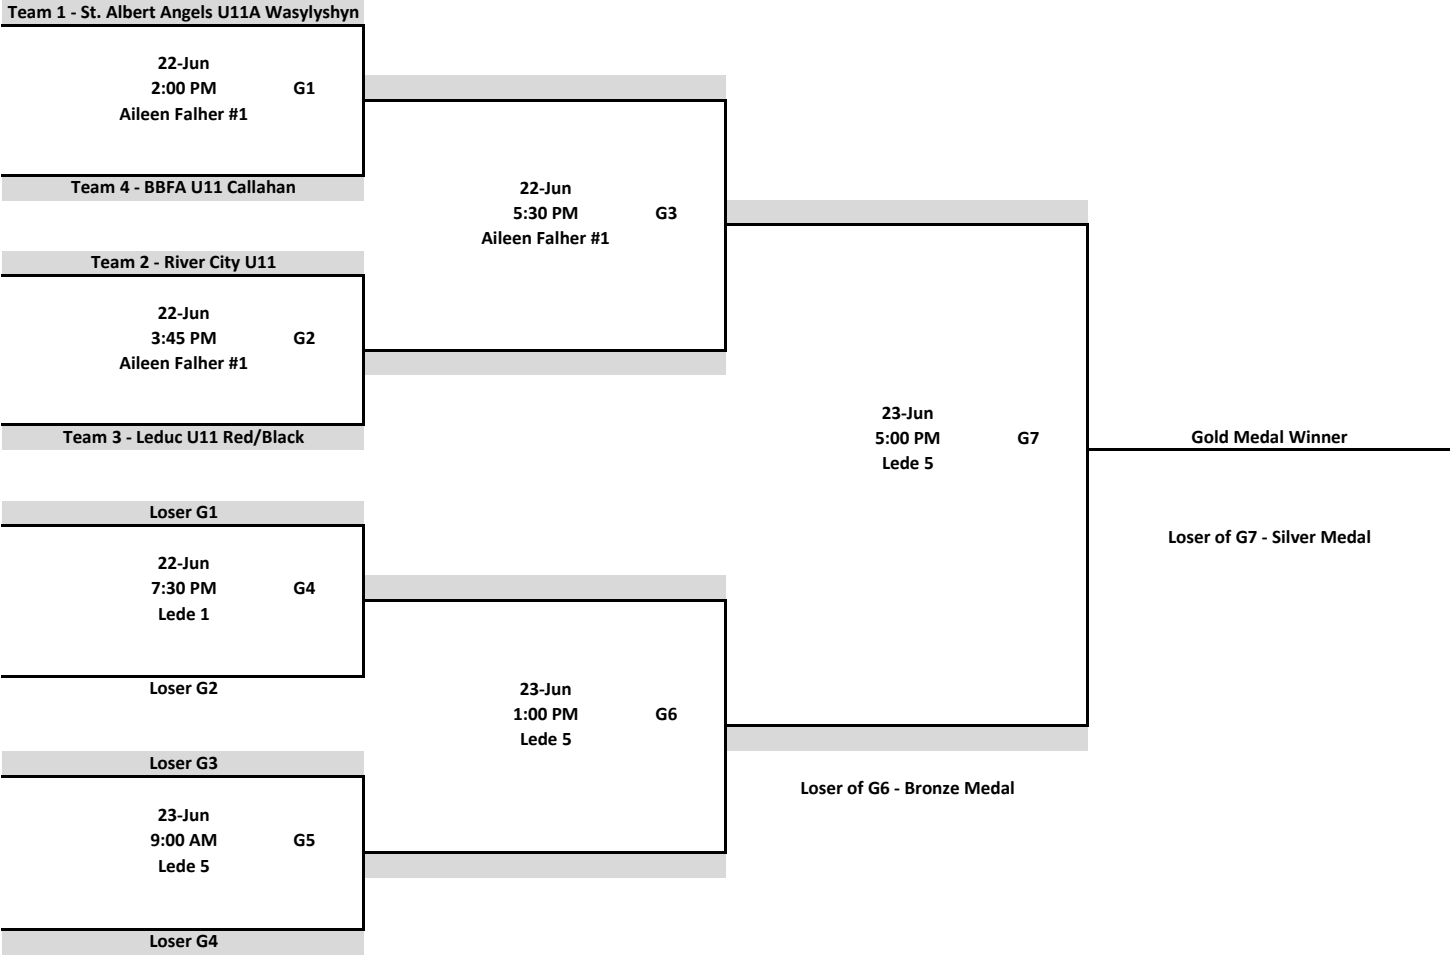 Team 1 - St. Albert Angels U11A Wasylyshyn
22-Jun
2:00 PM G1
Aileen Falher #1
Team 4 - BBFA U11 Callahan
22-Jun
5:30 PM G3
Aileen Falher #1
Team 2 - River City U11
22-Jun
3:45 PM G2
Aileen Falher #1
Team 3 - Leduc U11 Red/Black
23-Jun
5:00 PM G7
Lede 5
Gold Medal Winner
Loser of G7 - Silver Medal
Loser G1
22-Jun
7:30 PM G4
Lede 1
Loser G2
23-Jun
1:00 PM G6
Lede 5
Loser G3
23-Jun
9:00 AM G5
Lede 5
Loser G4
Loser of G6 - Bronze Medal